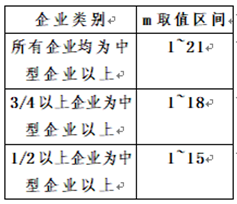 企业类别 m取值区间
所有企业均为中 1~21
型企业以上
3/4以上企业为中 1~18
型企业以上
1/2以上企业为中 1~15
型企业以上